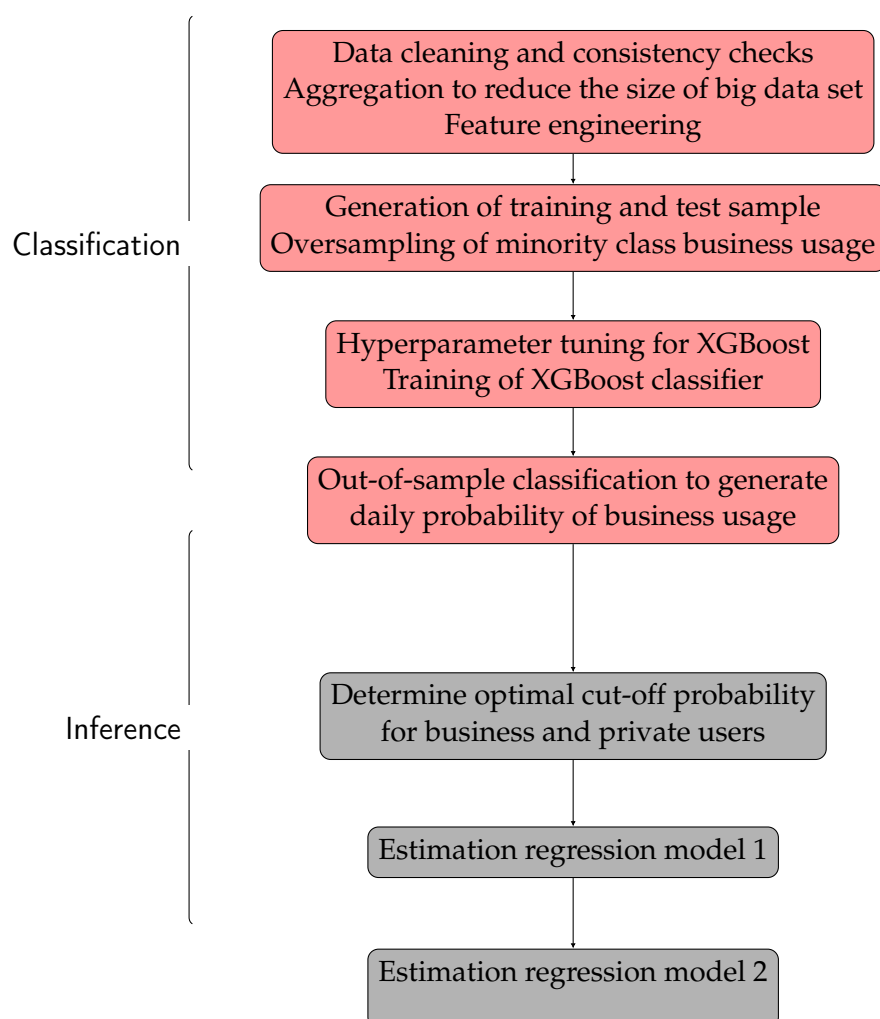 Data cleaning and consistency checks
Aggregation to reduce the size of big data set
Feature engineering
Generation of training and test sample
Oversampling of minority class business usage
Classification
Hyperparameter tuning for XGBoost
Training of XGBoost classifier
Out-of-sample classification to generate
daily probability of business usage
Determine optimal cut-off probability
for business and private users
Inference
Estimation regression model 1
Estimation regression model 2